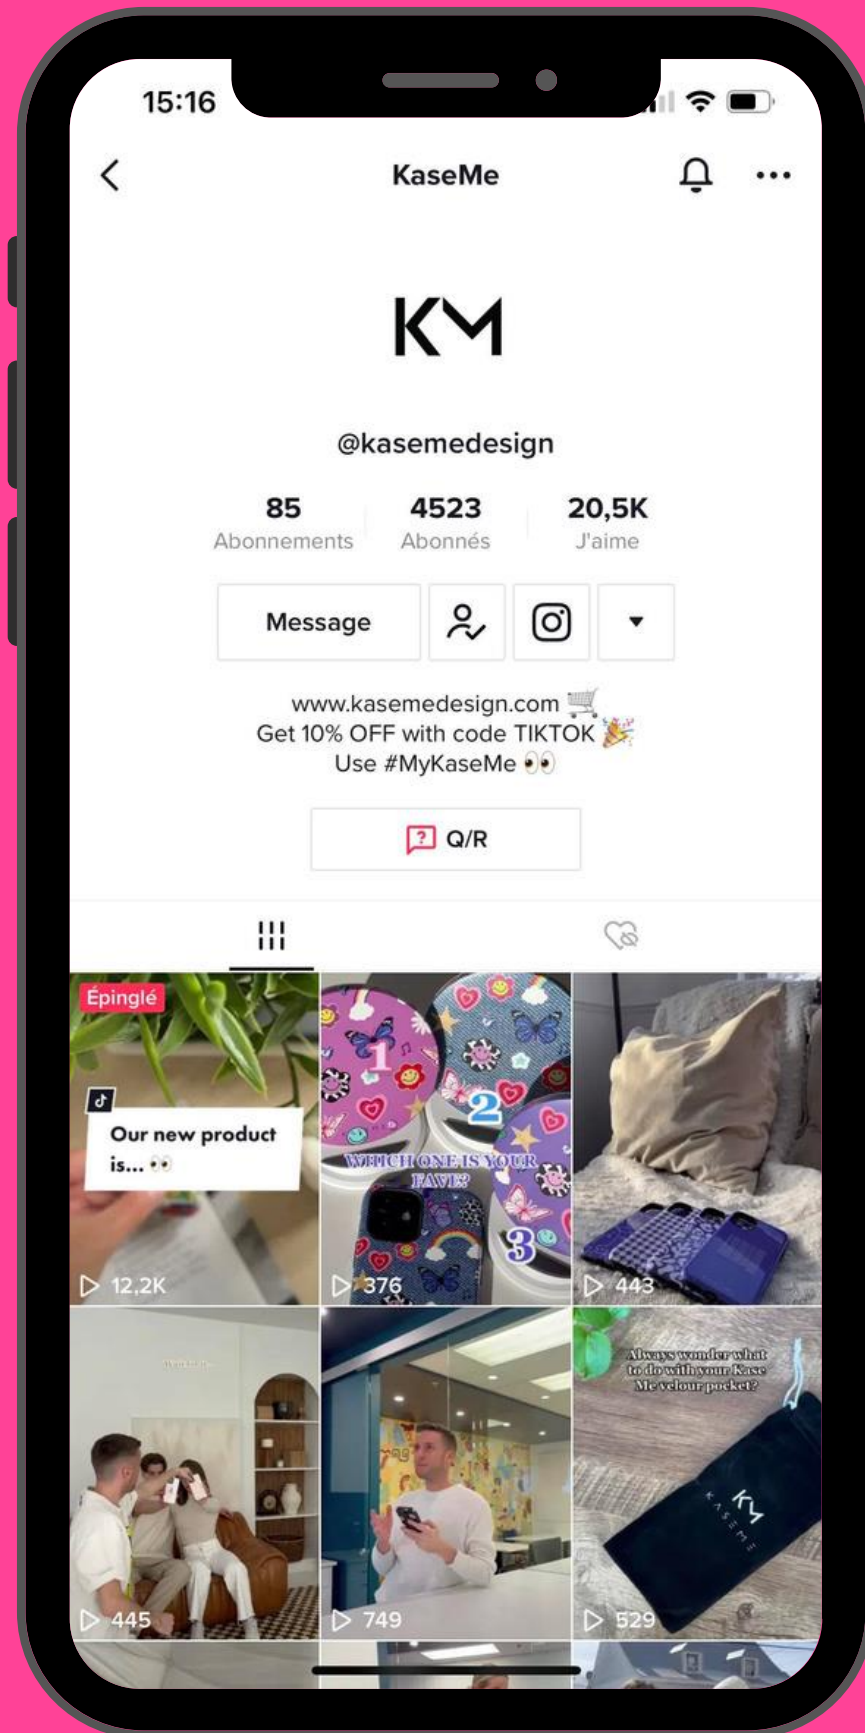 15:16
KaseMe
KM
@kasemedesign
85
4523
20,5K
Abonnements
Abonnés
J'aime
Message
www.kasemedesign.com 🛒
Get 10% OFF with code TIKTOK 🎉
Use #MyKaseMe 👀
Q/R
Épinglé
Our new product
is... 👀
12,2K
1
2
WHICH ONE IS YOUR
FAVE?
3
376
443
445
749
Always wonder what
to do with your Kase
Me velour pocket?
KM
KASEME
529